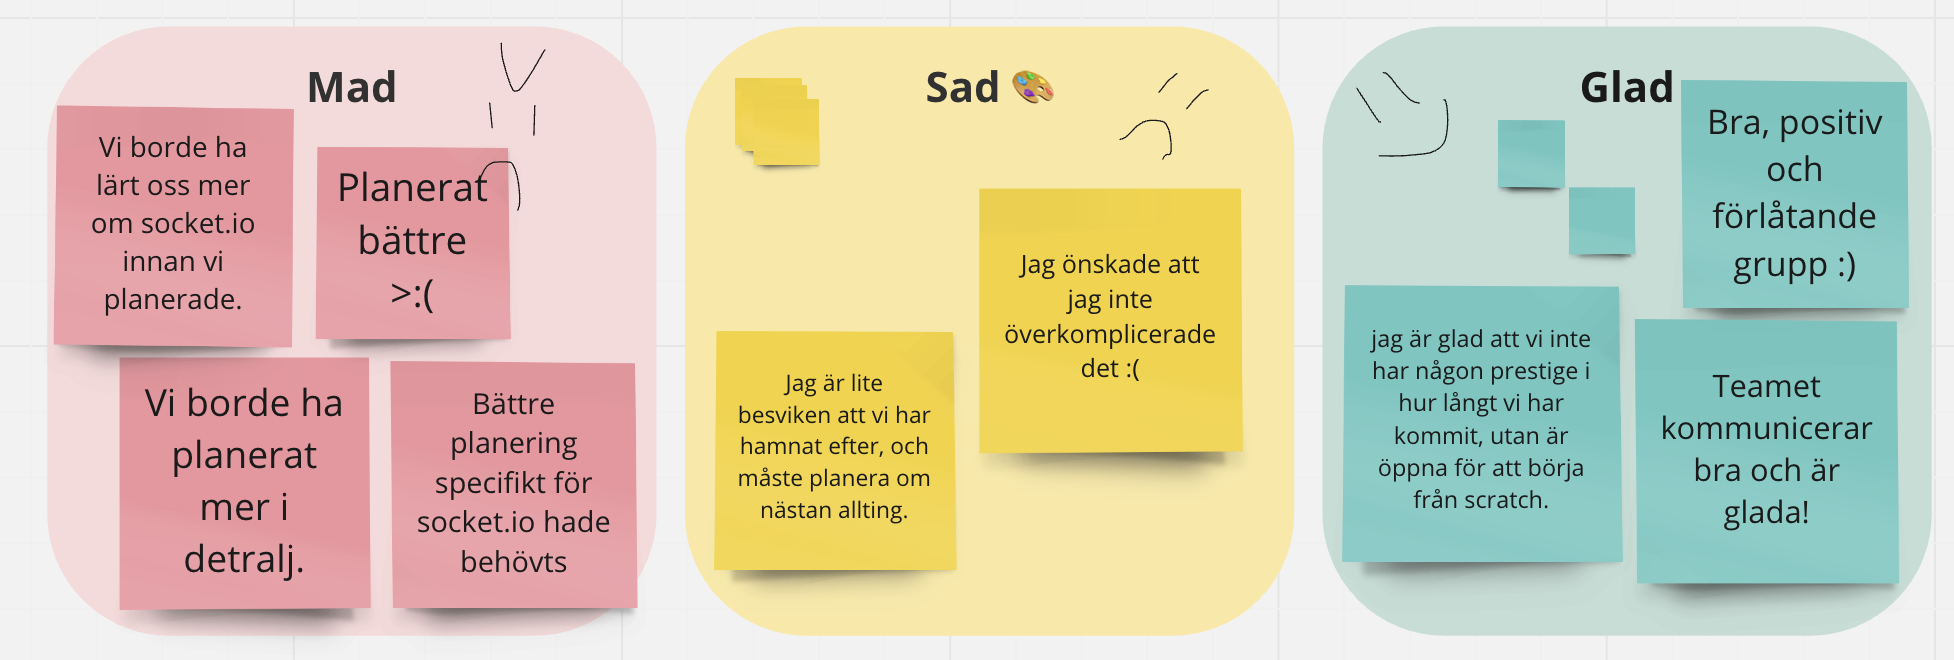 Mad
Vi borde ha
lärt oss mer
om socket.io
innan vi
planerade.
Planerat
bättre
>:(
Vi borde ha
planerat
mer i
detralj.
Bättre
planering
specifikt för
socket.io hade
behövts
Sad 🎨
Jag önskade att
jag inte
överkomplicerade
det :(
Jag är lite
besviken att vi har
hamnat efter, och
måste planera om
nästan allting.
Glad
Bra, positiv
och
förlåtande
grupp :)
jag är glad att vi inte
har någon prestige i
hur långt vi har
kommit, utan är
öppna för att börja
från scratch.
Teamet
kommunicerar
bra och är
glada!